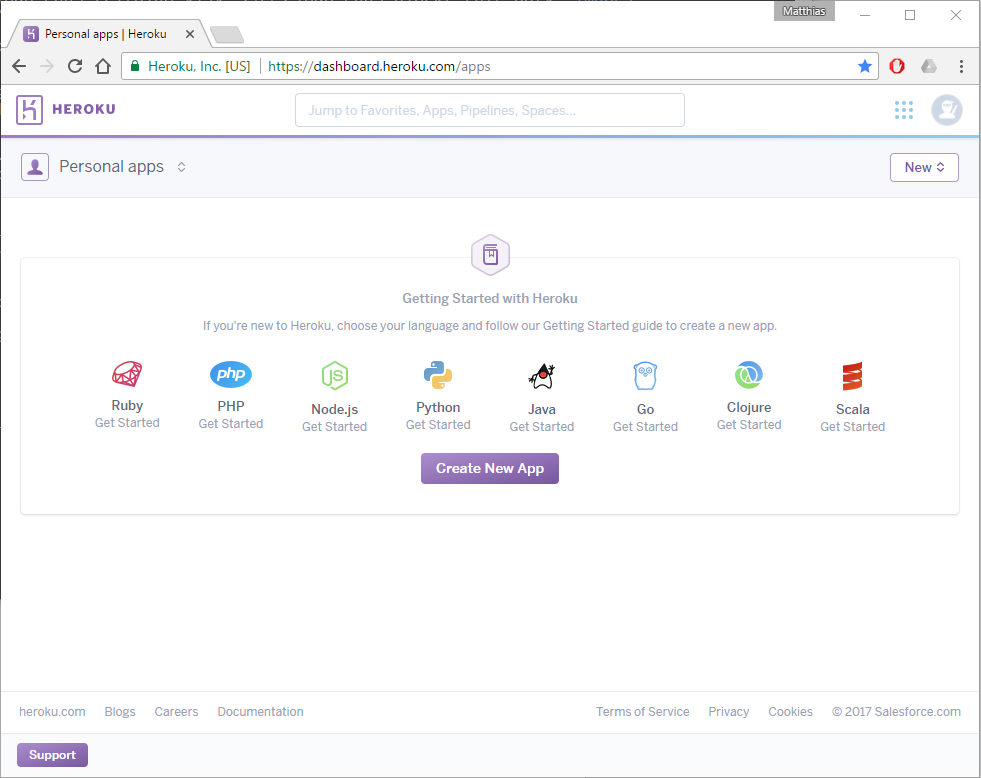 Matthias
Personal apps | Heroku
Heroku, Inc. [US] https://dashboard.heroku.com/apps
HEROKU
Jump to Favorites, Apps, Pipelines, Spaces...
Personal apps
New
Getting Started with Heroku
If you're new to Heroku, choose your language and follow our Getting Started guide to create a new app.
php
JS
Ruby PHP Node.js Python Java Go Clojure Scala
Get Started Get Started Get Started Get Started Get Started Get Started Get Started Get Started
Create New App
heroku.com Blogs Careers Documentation Terms of Service Privacy Cookies © 2017 Salesforce.com
Support